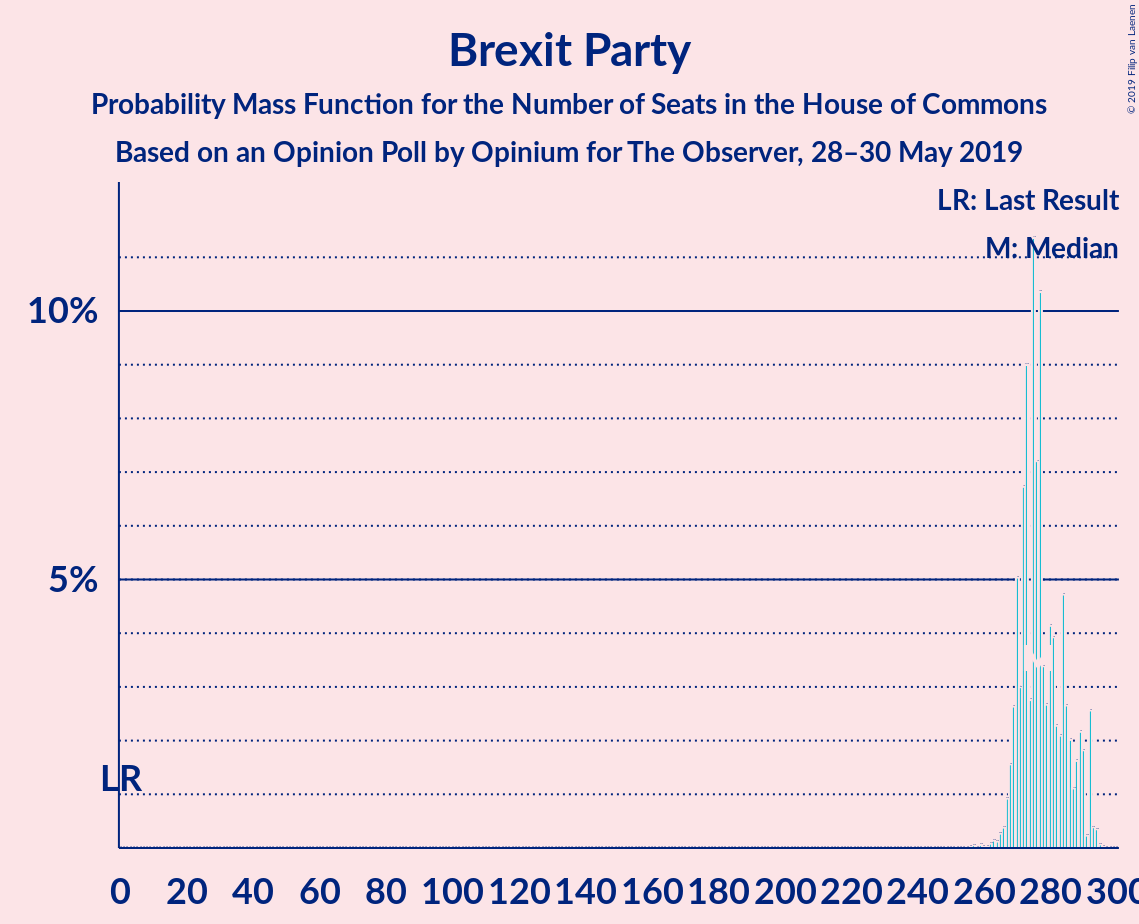 Brexit Party
Probability Mass Function for the Number of Seats in the House of Commons
Based on an Opinion Poll by Opinium for The Observer, 28–30 May 2019
© 2019 Filip van Laenen
LR: Last Result
M: Median
10%
5%
LR
0 20 40 60 80 100 120 140 160 180 200 220 240 260 280 300